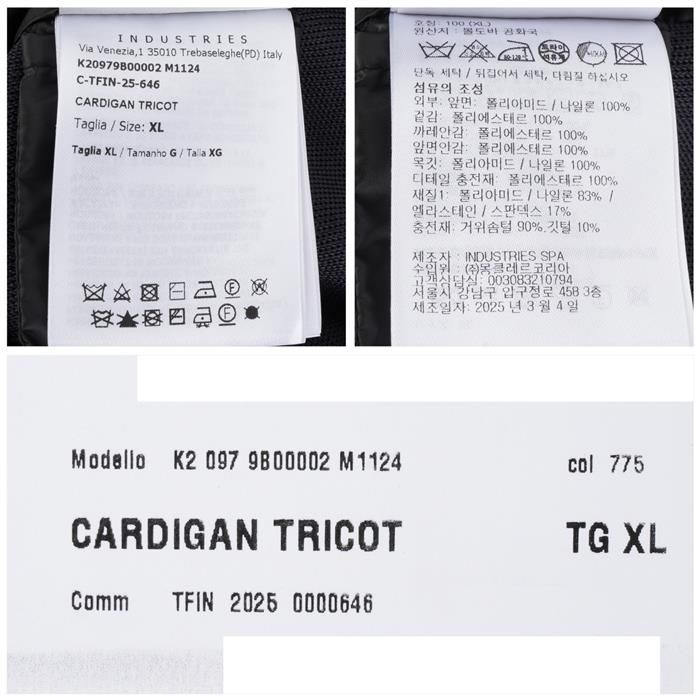 INDUSTRIES
Via Venezia,1 35010 Trebaseleghe(PD) Italy
K20979B00002 M1124
C-TFIN-25-646
CARDIGAN TRICOT
Taglia / Size: XL
Taglia XL / Tamanho G / Talla XG
호칭: 100 (XL)
원산지: 몰도바 공화국
단독 세탁 / 뒤집어서 세탁, 다림질 하십시오
섬유의 조성
외부: 앞면: 폴리아미드 / 나일론 100%
겉감: 폴리에스테르 100%
까레안감: 폴리에스테르 100%
앞면안감: 폴리에스테르 100%
목깃: 폴리아미드 / 나일론 100%
디테일 충전재: 폴리에스테르 100%
재질1: 폴리아미드 / 나일론 83% /
엘라스테인 / 스판덱스 17%
충전재: 거위솜털 90%.깃털 10%
제조자 : INDUSTRIES SPA
수입원 : ㈜몽클레르코리아
고객상담실: 003083210794
서울시 강남구 압구정로 458 3층
제조일자: 2025 년 3 월 4 일
Modello K2 097 9B00002 M1124 col 775
CARDIGAN TRICOT TG XL
Comm TFIN 2025 0000646